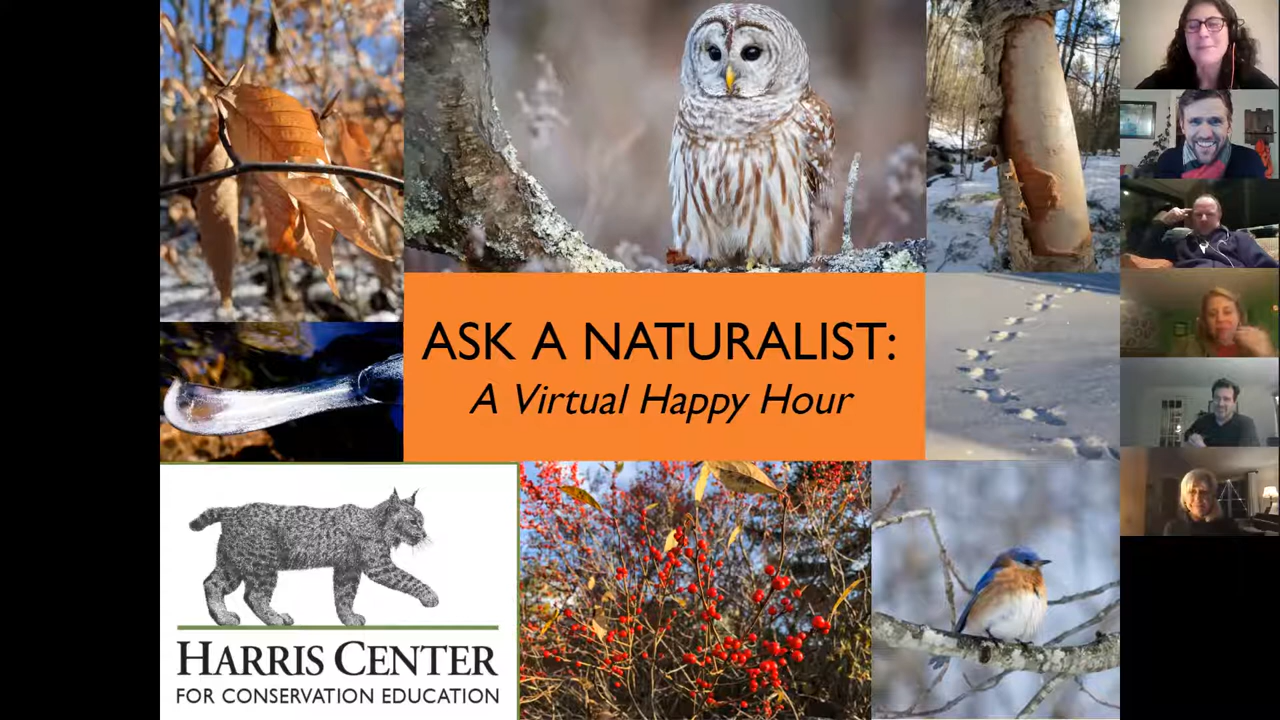 ASK A NATURALIST:
A Virtual Happy Hour
HARRIS CENTER
FOR CONSERVATION EDUCATION